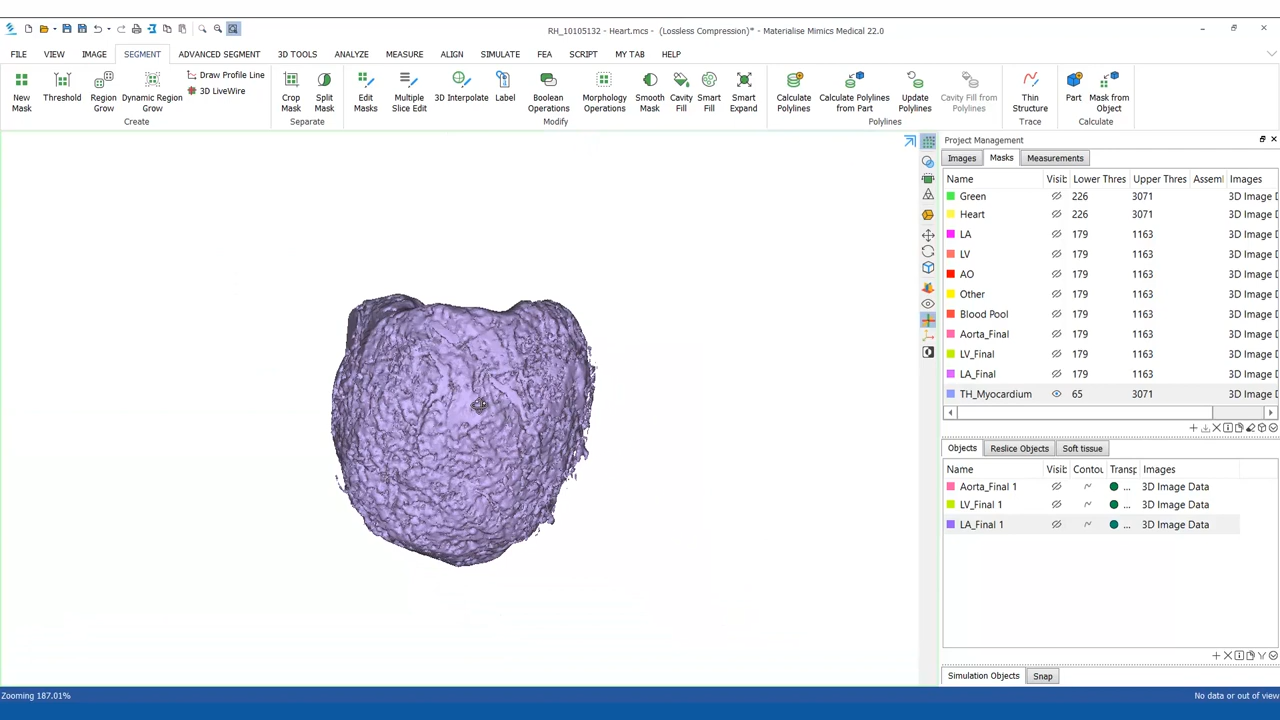 RH_10105132 - Heart.mcs - (Lossless Compression)* - Materialise Mimics Medical 22.0
FILE VIEW IMAGE SEGMENT ADVANCED SEGMENT 3D TOOLS ANALYZE MEASURE ALIGN SIMULATE FEA SCRIPT MY TAB HELP
New Mask
Threshold
Region Grow
Dynamic Region Grow
Draw Profile Line
3D LiveWire
Crop Mask
Split Mask
Edit Masks
Multiple Slice Edit
3D Interpolate
Label
Boolean Operations
Morphology Operations
Smooth Mask
Cavity Fill
Smart Fill
Smart Expand
Calculate Polylines
Calculate Polylines from Part
Update Polylines
Cavity Fill from Polylines
Thin Structure
Part
Mask from Object
Create Separate Modify Polylines Trace Calculate
Project Management
Images Masks Measurements
Name Visib Lower Thres Upper Thres Assem Images
Green 226 3071 3D Image D
Heart 226 3071 3D Image D
LA 179 1163 3D Image D
LV 179 1163 3D Image D
AO 179 1163 3D Image D
Other 179 1163 3D Image D
Blood Pool 179 1163 3D Image D
Aorta_Final 179 1163 3D Image D
LV_Final 179 1163 3D Image D
LA_Final 179 1163 3D Image D
TH_Myocardium 65 3071 3D Image D
Objects Reslice Objects Soft tissue
Name Visib Contou Transp Images
Aorta_Final 1 ... 3D Image Data
LV_Final 1 ... 3D Image Data
LA_Final 1 ... 3D Image Data
Simulation Objects Snap
Zooming 187.01% No data or out of view